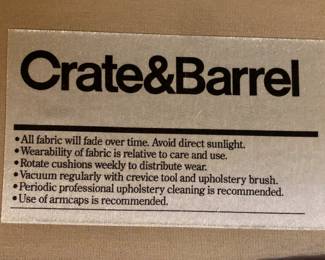 Crate&Barrel
•All fabric will fade over time. Avoid direct sunlight.
•Wearability of fabric is relative to care and use.
•Rotate cushions weekly to distribute wear.
•Vacuum regularly with crevice tool and upholstery brush.
•Periodic professional upholstery cleaning is recommended.
•Use of armcaps is recommended.